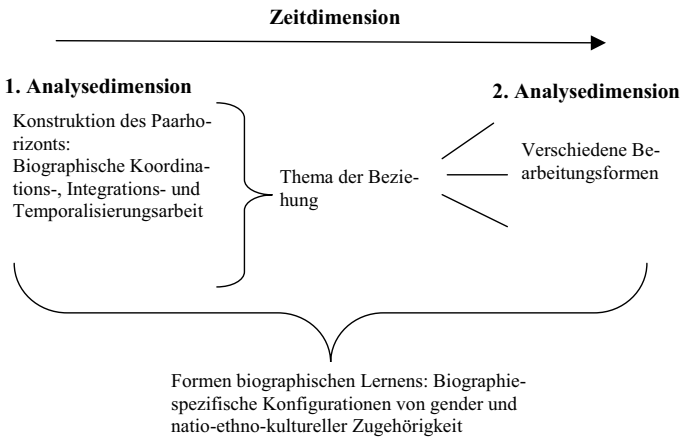 Zeitdimension
1. Analysedimension
Konstruktion des Paarho-
rizonts:
Biographische Koordina-
tions-, Integrations- und
Temporalisierungsarbeit
Thema der Bezie-
hung
2. Analysedimension
Verschiedene Be-
arbeitungsformen
Formen biographischen Lernens: Biographie-
spezifische Konfigurationen von gender und
natio-ethno-kultureller Zugehörigkeit